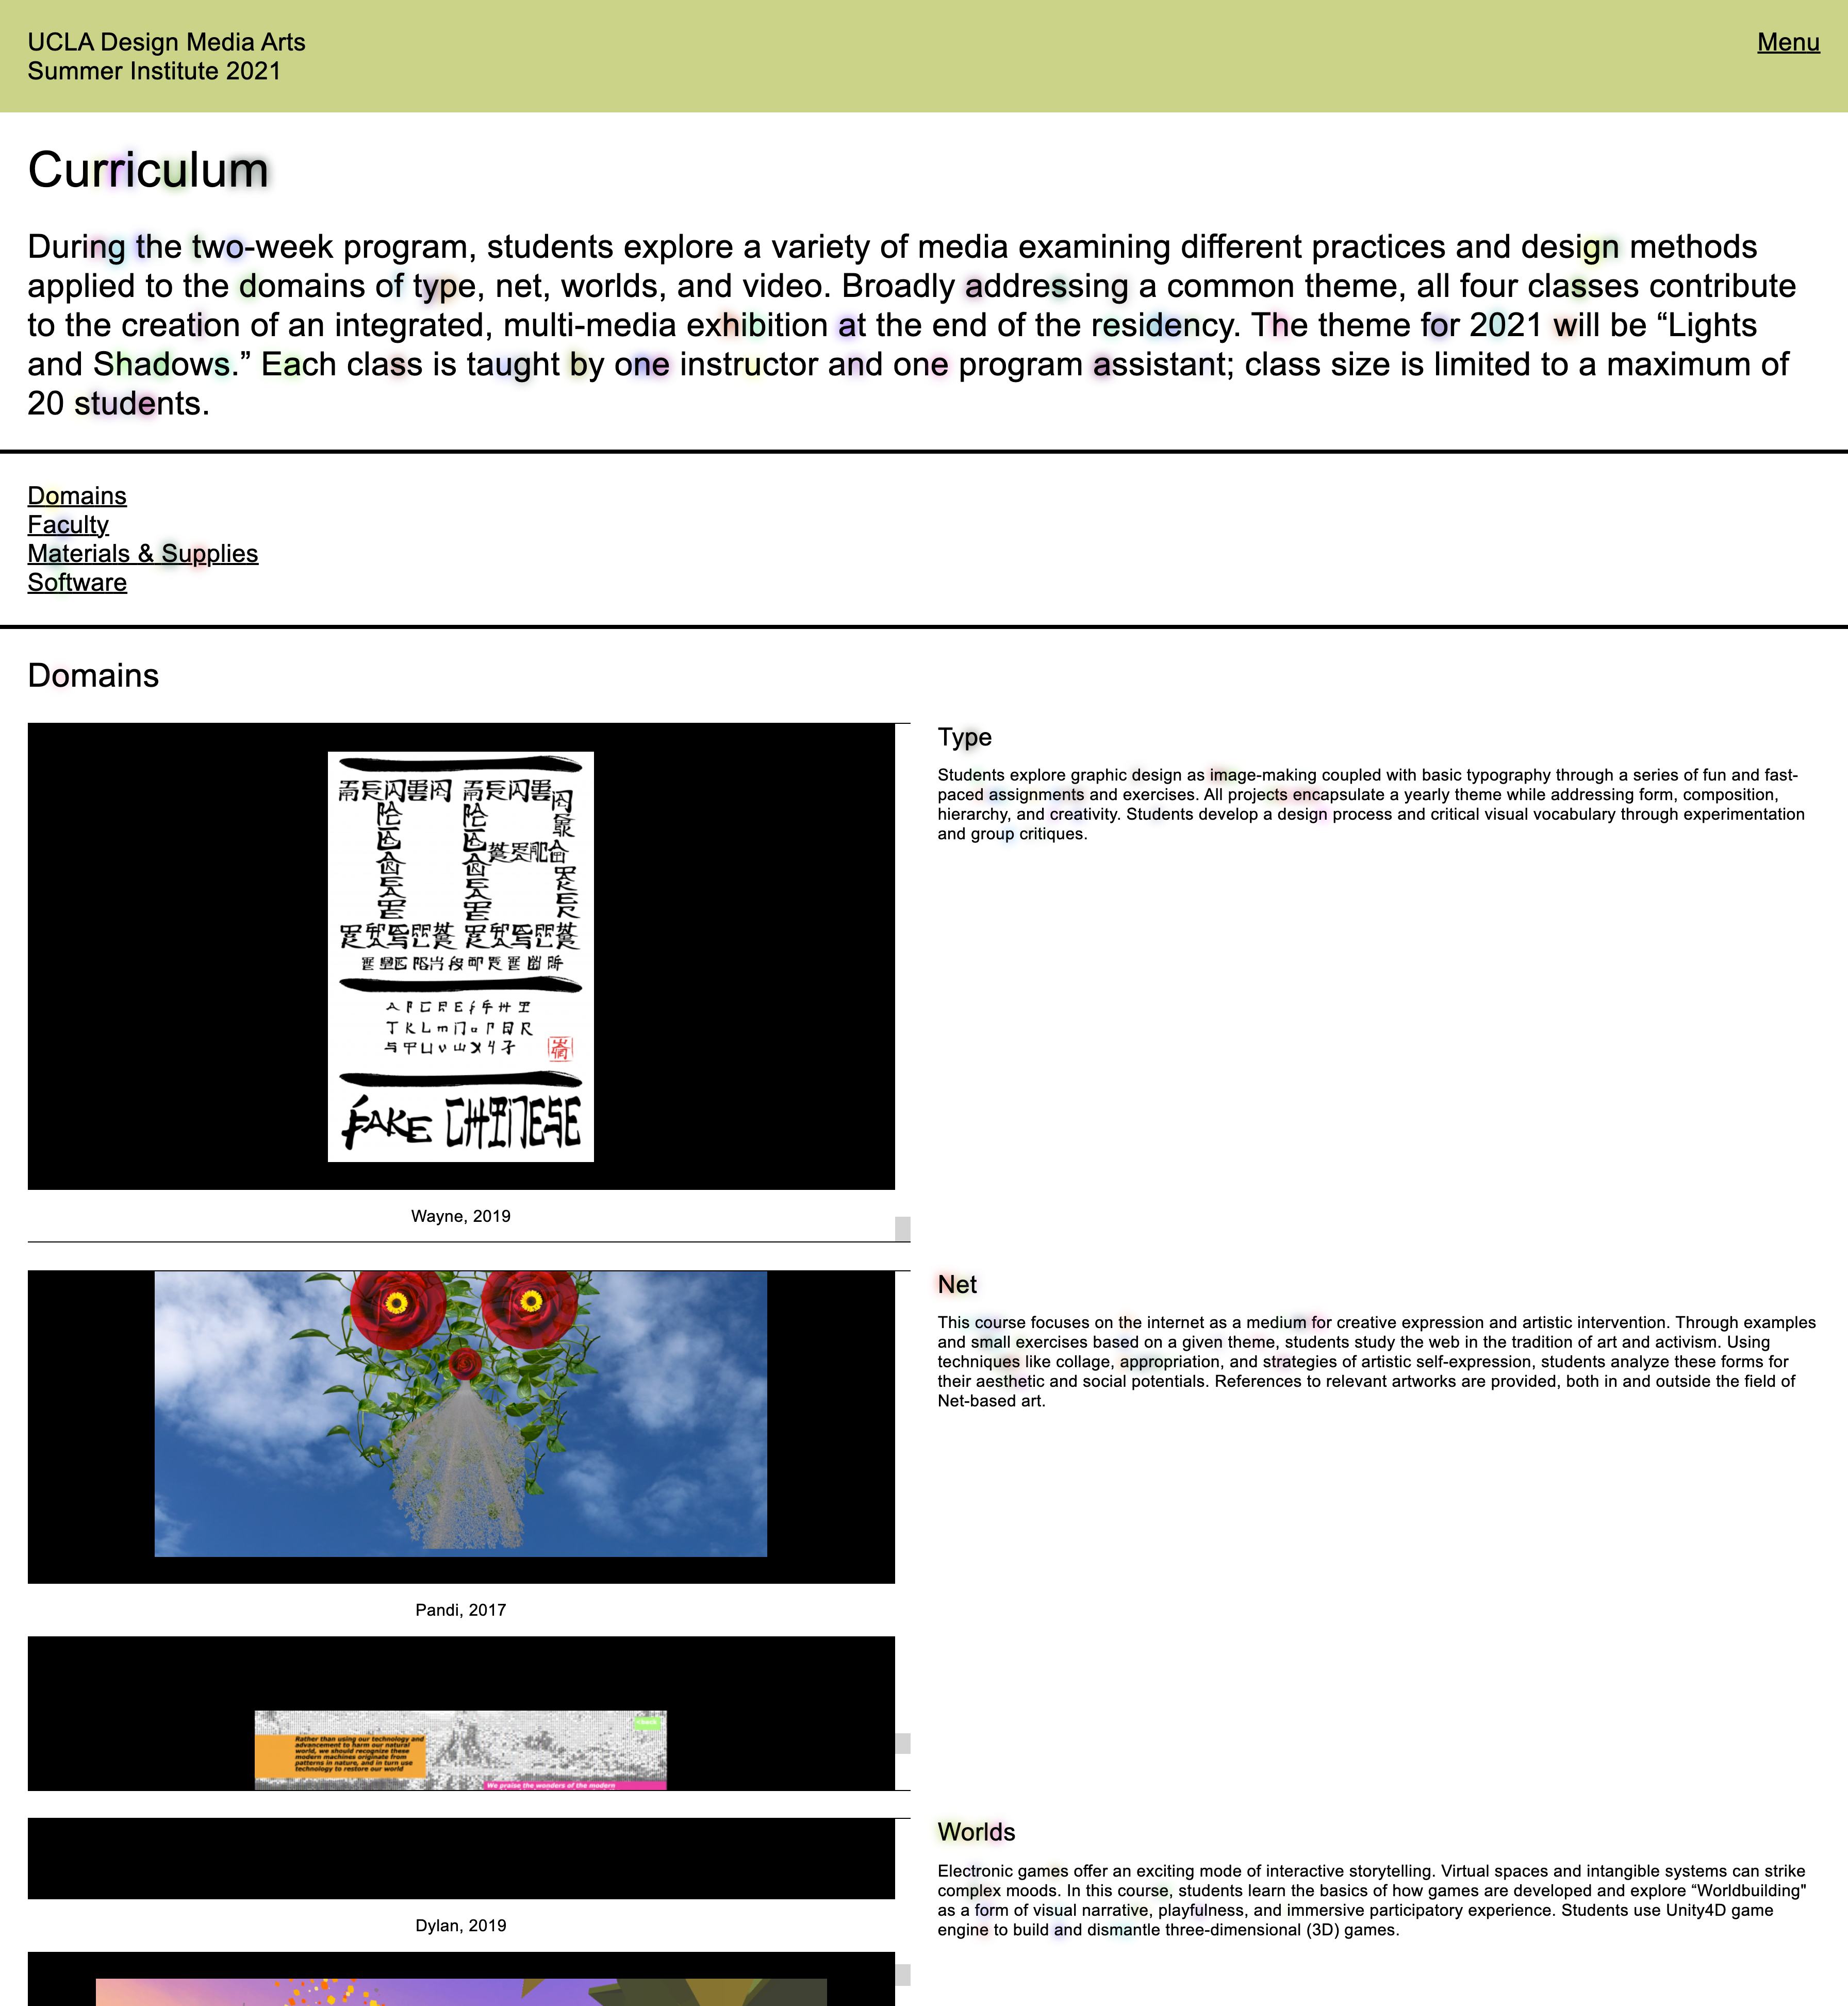 UCLA Design Media Arts
Summer Institute 2021
Menu
Curriculum
During the two-week program, students explore a variety of media examining different practices and design methods
applied to the domains of type, net, worlds, and video. Broadly addressing a common theme, all four classes contribute
to the creation of an integrated, multi-media exhibition at the end of the residency. The theme for 2021 will be “Lights
and Shadows.” Each class is taught by one instructor and one program assistant; class size is limited to a maximum of
20 students.
Domains
Faculty
Materials & Supplies
Software
Domains
FAKE CHINESE
Wayne, 2019
Type
Students explore graphic design as image-making coupled with basic typography through a series of fun and fast-
paced assignments and exercises. All projects encapsulate a yearly theme while addressing form, composition,
hierarchy, and creativity. Students develop a design process and critical visual vocabulary through experimentation
and group critiques.
Pandi, 2017
Rather than using our technology and
advancement to harm our natural
world, we should recognize these
modern machines originate from
patterns in nature, and in turn use
technology to restore our world
We praise the wonders of the modern
Net
This course focuses on the internet as a medium for creative expression and artistic intervention. Through examples
and small exercises based on a given theme, students study the web in the tradition of art and activism. Using
techniques like collage, appropriation, and strategies of artistic self-expression, students analyze these forms for
their aesthetic and social potentials. References to relevant artworks are provided, both in and outside the field of
Net-based art.
Dylan, 2019
Worlds
Electronic games offer an exciting mode of interactive storytelling. Virtual spaces and intangible systems can strike
complex moods. In this course, students learn the basics of how games are developed and explore “Worldbuilding"
as a form of visual narrative, playfulness, and immersive participatory experience. Students use Unity4D game
engine to build and dismantle three-dimensional (3D) games.